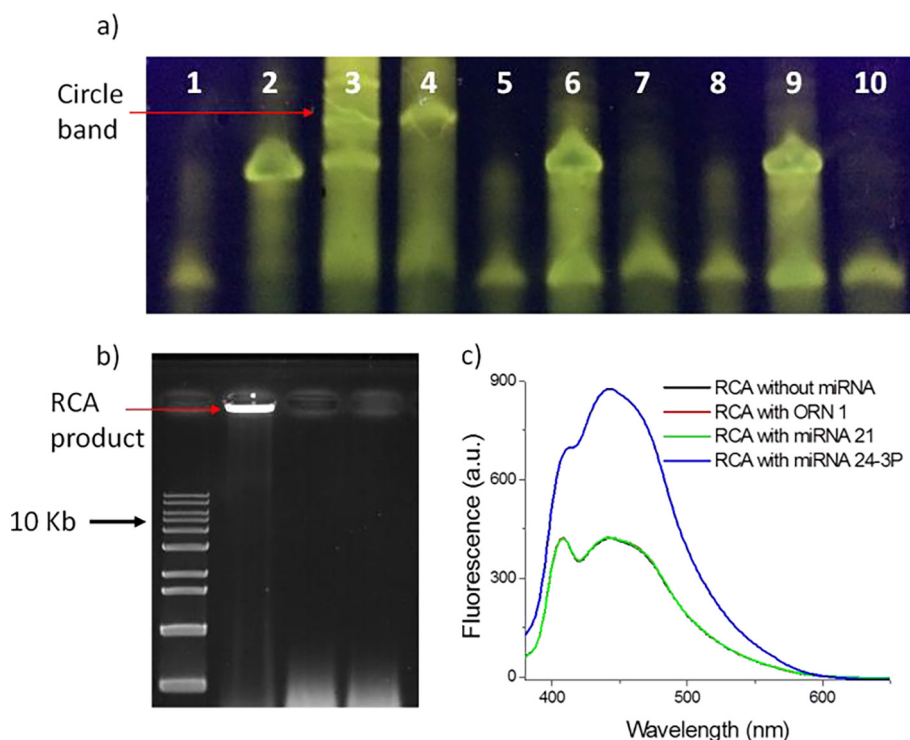 a)
1 2 3 4 5 6 7 8 9 10
Circle
band
b)
RCA
product
10 Kb
c)
900
600
300
0
Fluorescence (a.u.)
RCA without miRNA
RCA with ORN 1
RCA with miRNA 21
RCA with miRNA 24-3P
400 500 600
Wavelength (nm)